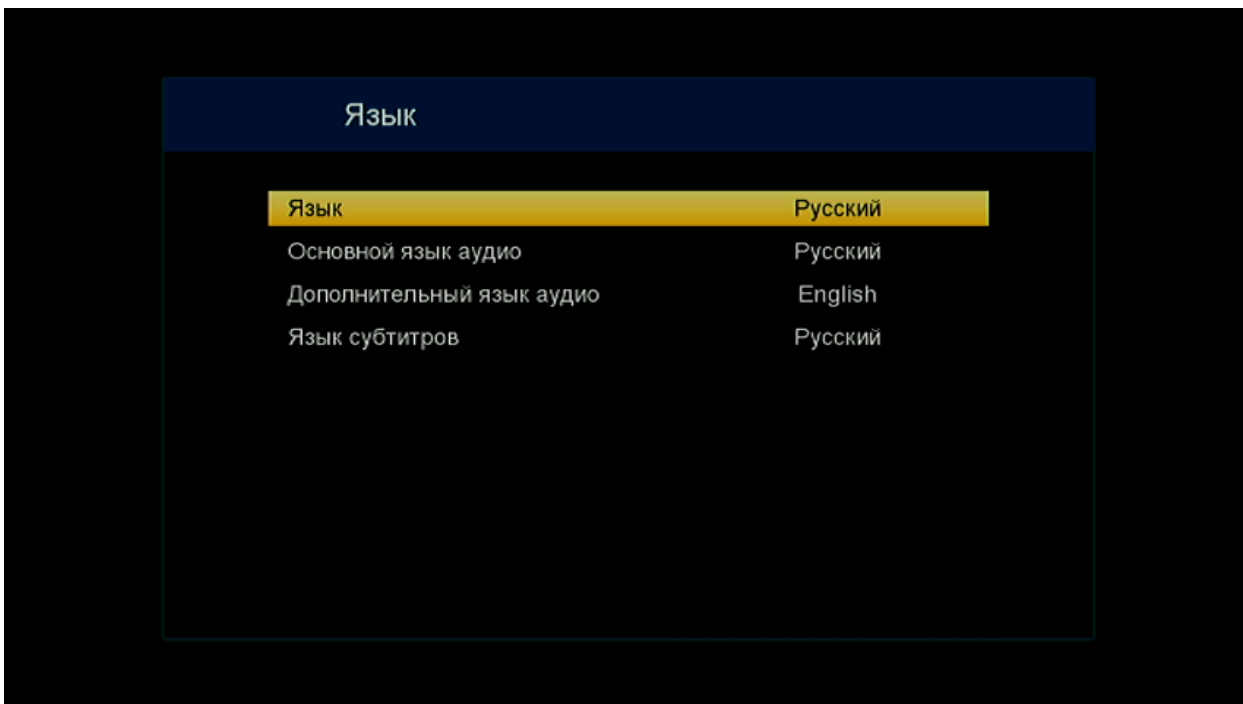 Язык
Язык Русский
Основной язык аудио Русский
Дополнительный язык аудио English
Язык субтитров Русский